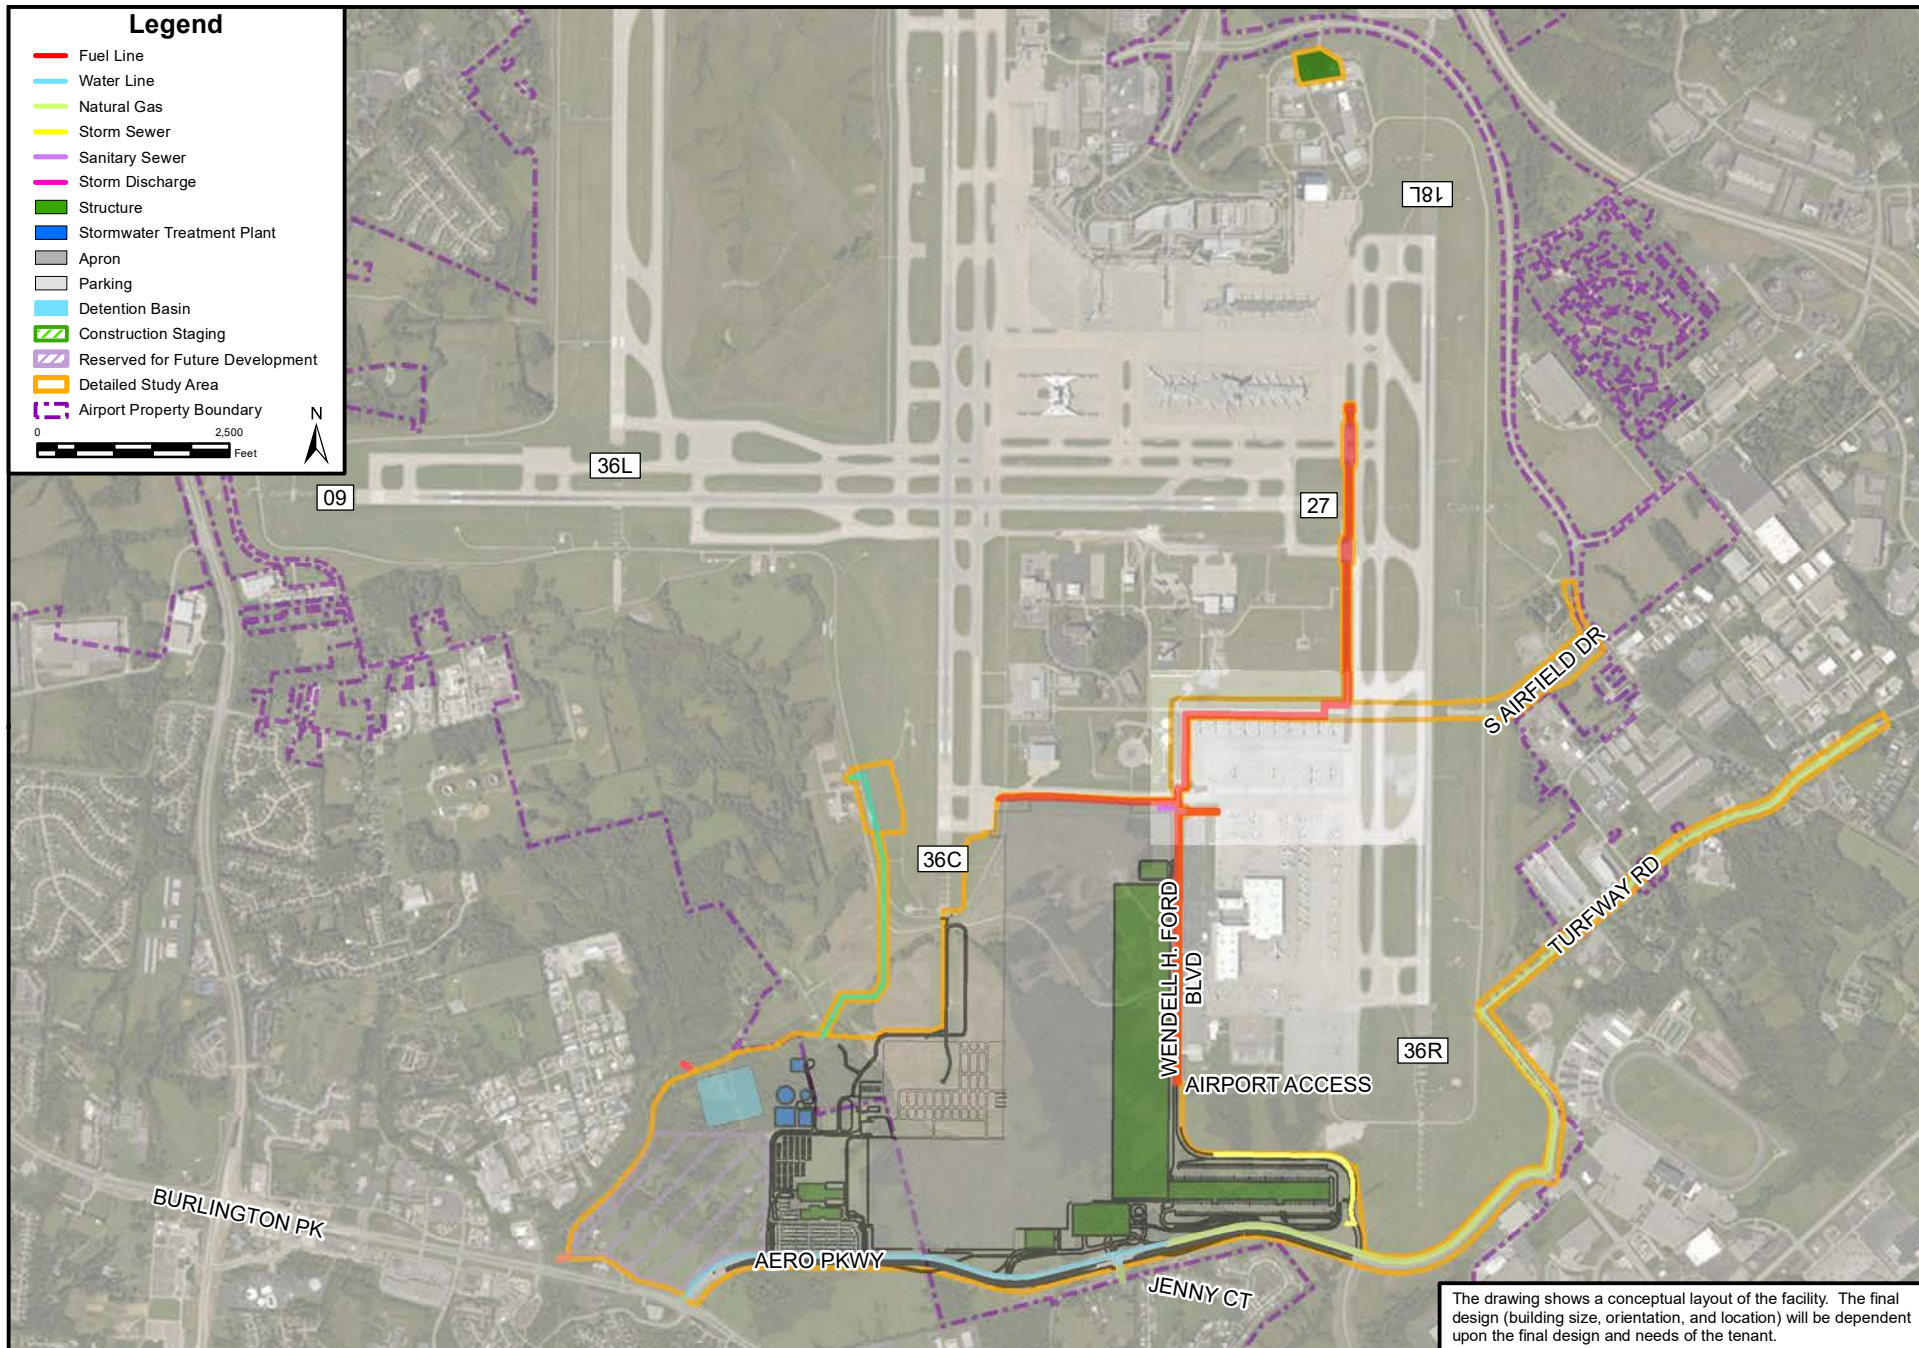 Legend
Fuel Line
Water Line
Natural Gas
Storm Sewer
Sanitary Sewer
Storm Discharge
Structure
Stormwater Treatment Plant
Apron
Parking
Detention Basin
Construction Staging
Reserved for Future Development
Detailed Study Area
Airport Property Boundary
N
0 2,500
Feet
18L
36L
09
27
S AIRFIELD DR
36C
TURFWAY RD
WENDELL H. FORD
BLVD
36R
AIRPORT ACCESS
BURLINGTON PK
AERO PKWY
JENNY CT
The drawing shows a conceptual layout of the facility. The final
design (building size, orientation, and location) will be dependent
upon the final design and needs of the tenant.